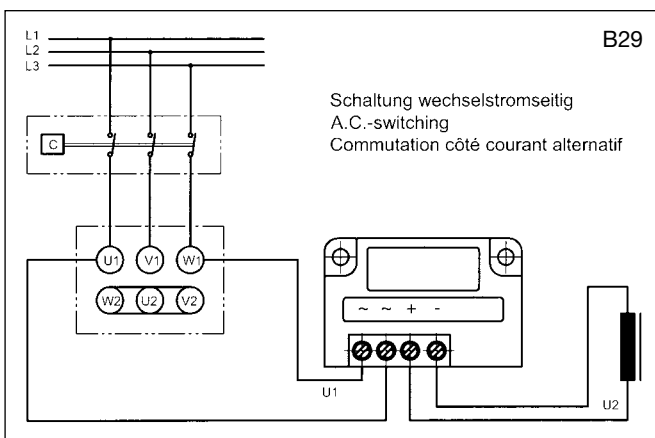 B29
L1
L2
L3
Schaltung wechselstromseitig
A.C.-switching
Commutation côté courant alternatif
C
U1 V1 W1
W2 U2 V2
~ ~ + -
U1
U2